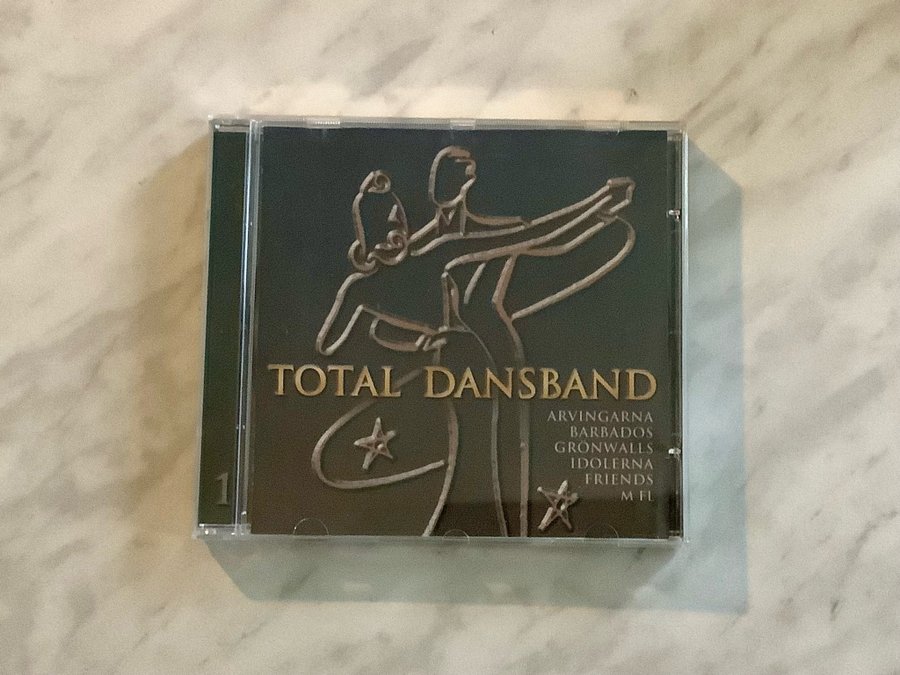 TOTAL DANSBAND
ARVINGARNA
BARBADOS
GRÖNWALLS
IDOLERNA
FRIENDS
M FL
1